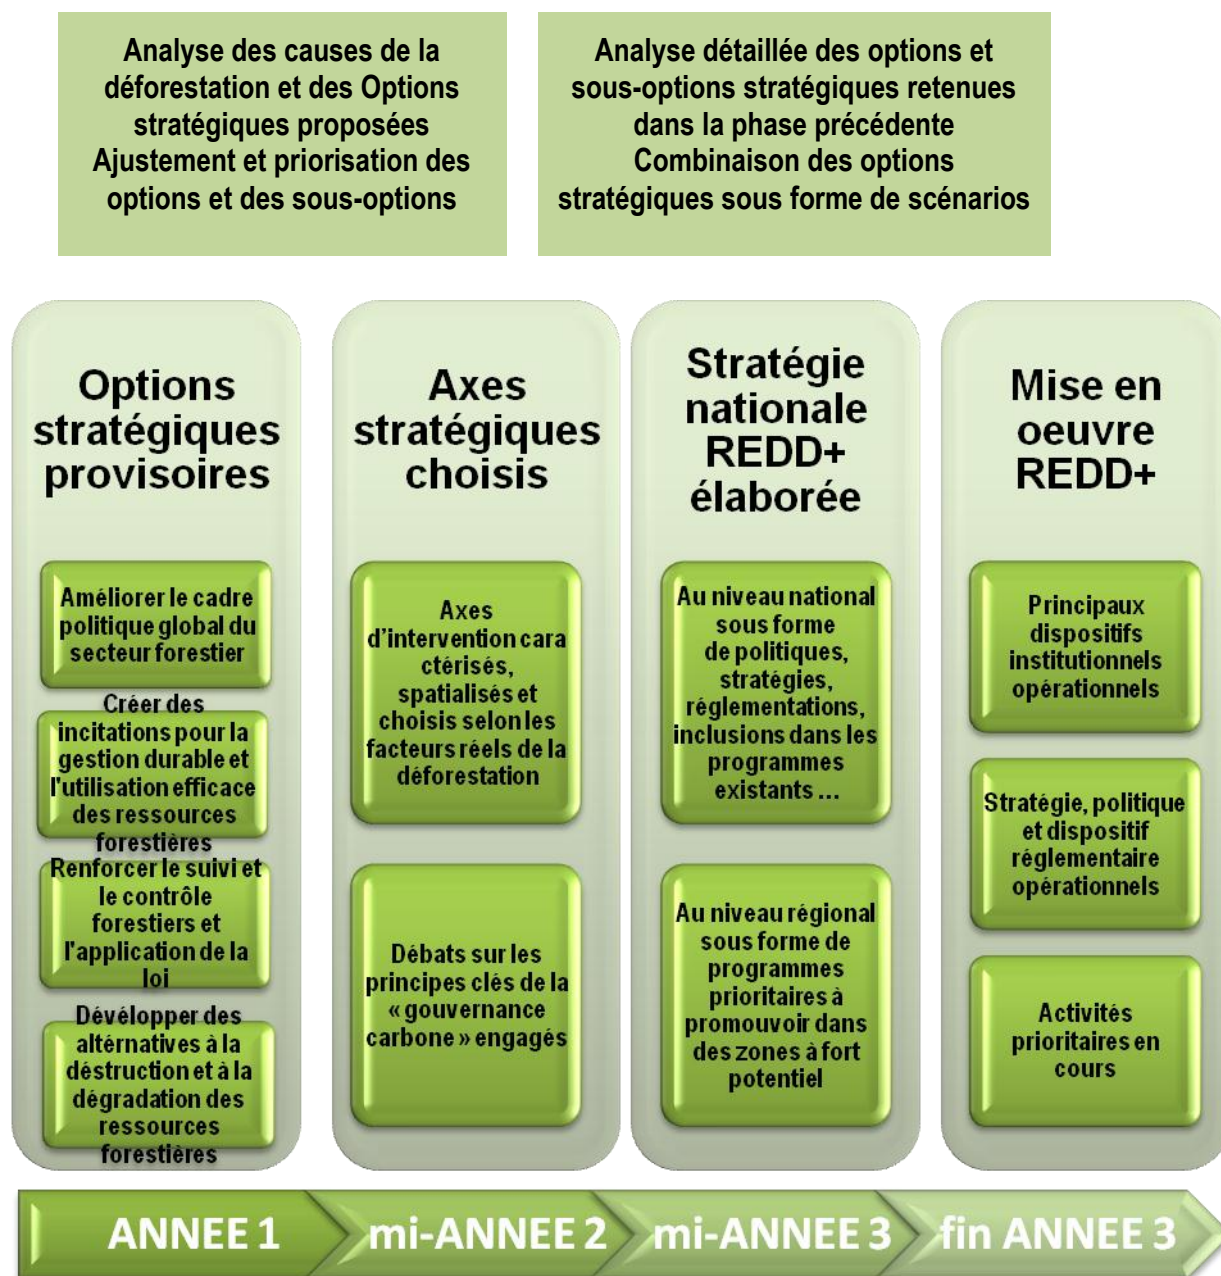 Analyse des causes de la
déforestation et des Options
stratégiques proposées
Ajustement et priorisation des
options et des sous-options
Analyse détaillée des options et
sous-options stratégiques retenues
dans la phase précédente
Combinaison des options
stratégiques sous forme de scénarios
Options
stratégiques
provisoires
Améliorer le cadre
politique global du
secteur forestier
Créer des
incitations pour la
gestion durable et
l'utilisation efficace
des ressources
forestières
Renforcer le suivi et
le contrôle
forestiers et
l'application de la
loi
Dévélopper des
altérnatives à la
déstruction et à la
dégradation des
ressources
forestières
Axes
stratégiques
choisis
Axes
d'intervention cara
ctérisés,
spatialisés et
choisis selon les
facteurs réels de la
déforestation
Débats sur les
principes clés de la
« gouvernance
carbone » engagés
Stratégie
nationale
REDD+
élaborée
Au niveau national
sous forme
de politiques,
stratégies,
réglementations,
inclusions dans les
programmes
existants ...
Au niveau régional
sous forme de
programmes
prioritaires à
promouvoir dans
des zones à fort
potentiel
Mise en
oeuvre
REDD+
Principaux
dispositifs
institutionnels
opérationnels
Stratégie, politique
et dispositif
réglementaire
opérationnels
Activités
prioritaires en
cours
ANNEE 1
mi-ANNEE 2
mi-ANNEE 3
fin ANNEE 3